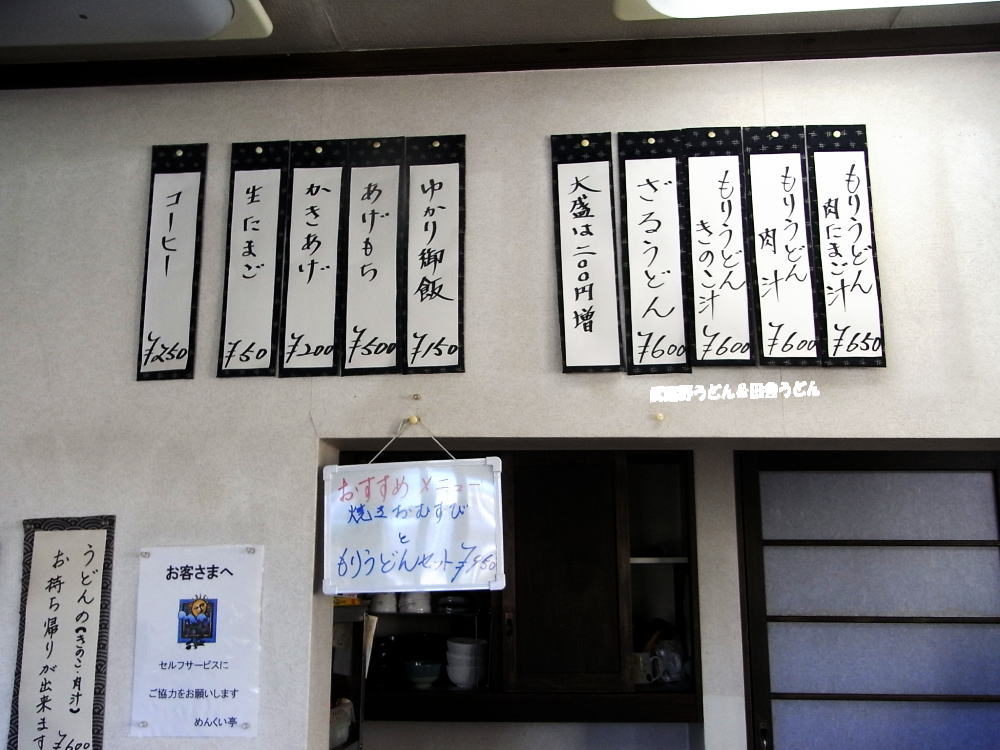 もりうどん
肉たまご汁
¥650
もりうどん
肉汁
¥600
もりうどん
きのこ汁
¥600
ざるうどん
¥600
大盛は二〇〇円増
ゆかり御飯
¥150
あげもち
¥500
かきあげ
¥200
生たまご
¥50
コーヒー
¥250
うどん&田舎うどん
おすすめメニュー
焼きおむすび
と
もりうどんセット
うどんの(きのこ・肉汁)
お持ち帰りが出来ます
¥600
お客さまへ
セルフサービスに
ご協力をお願いします
めんくい亭